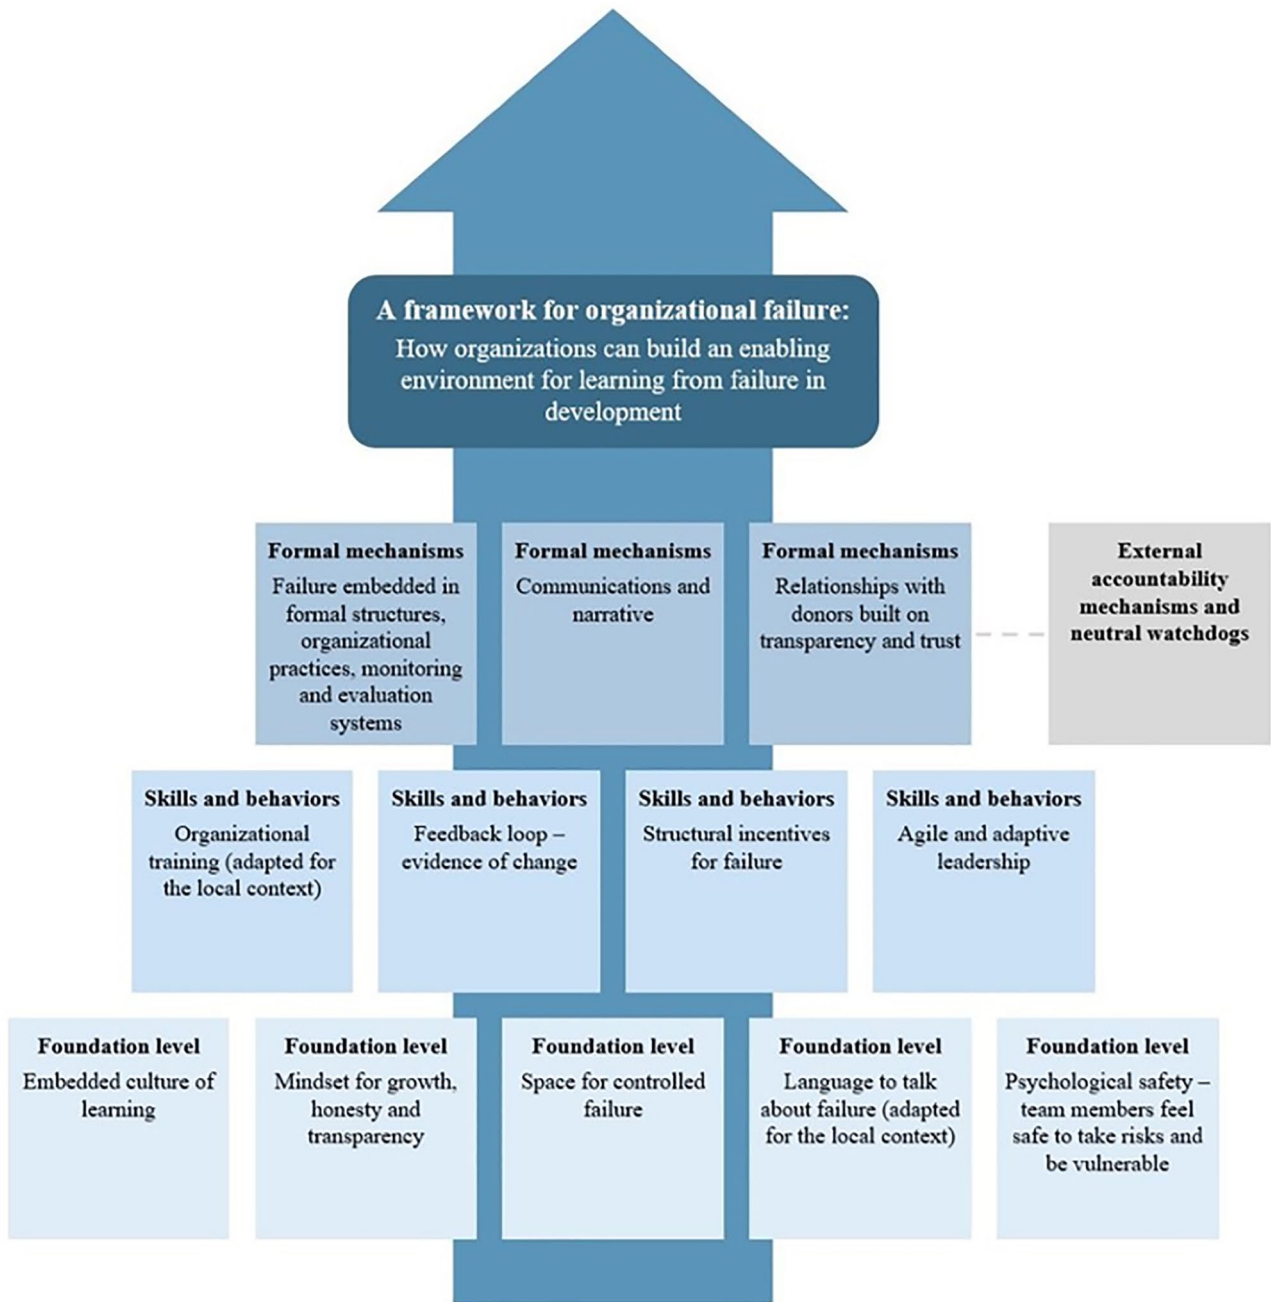 A framework for organizational failure:
How organizations can build an enabling
environment for learning from failure in
development
Formal mechanisms
Failure embedded in
formal structures,
organizational
practices, monitoring
and evaluation
systems
Formal mechanisms
Communications and
narrative
Formal mechanisms
Relationships with
donors built on
transparency and trust
External
accountability
mechanisms and
neutral watchdogs
Skills and behaviors
Organizational
training (adapted for
the local context)
Skills and behaviors
Feedback loop –
evidence of change
Skills and behaviors
Structural incentives
for failure
Skills and behaviors
Agile and adaptive
leadership
Foundation level
Embedded culture of
learning
Foundation level
Mindset for growth,
honesty and
transparency
Foundation level
Space for controlled
failure
Foundation level
Language to talk
about failure (adapted
for the local context)
Foundation level
Psychological safety –
team members feel
safe to take risks and
be vulnerable